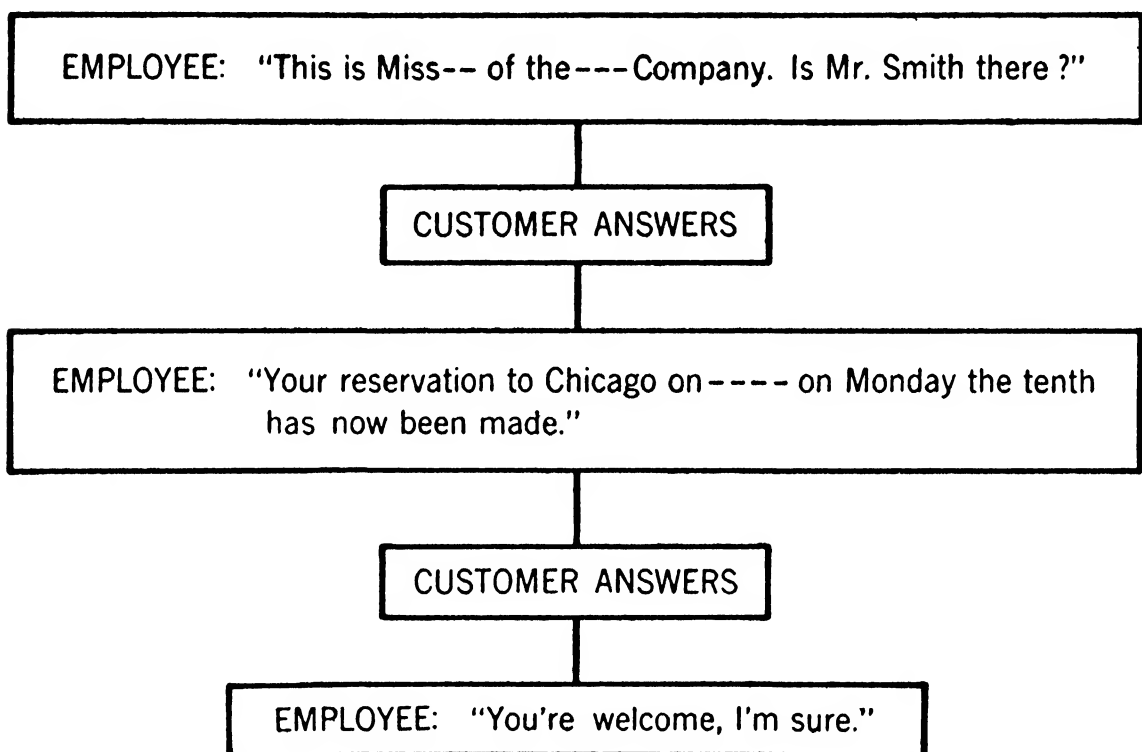 EMPLOYEE: "This is Miss-- of the---Company. Is Mr. Smith there?"
CUSTOMER ANSWERS
EMPLOYEE: "Your reservation to Chicago on---- on Monday the tenth
has now been made."
CUSTOMER ANSWERS
EMPLOYEE: "You're welcome, I'm sure."